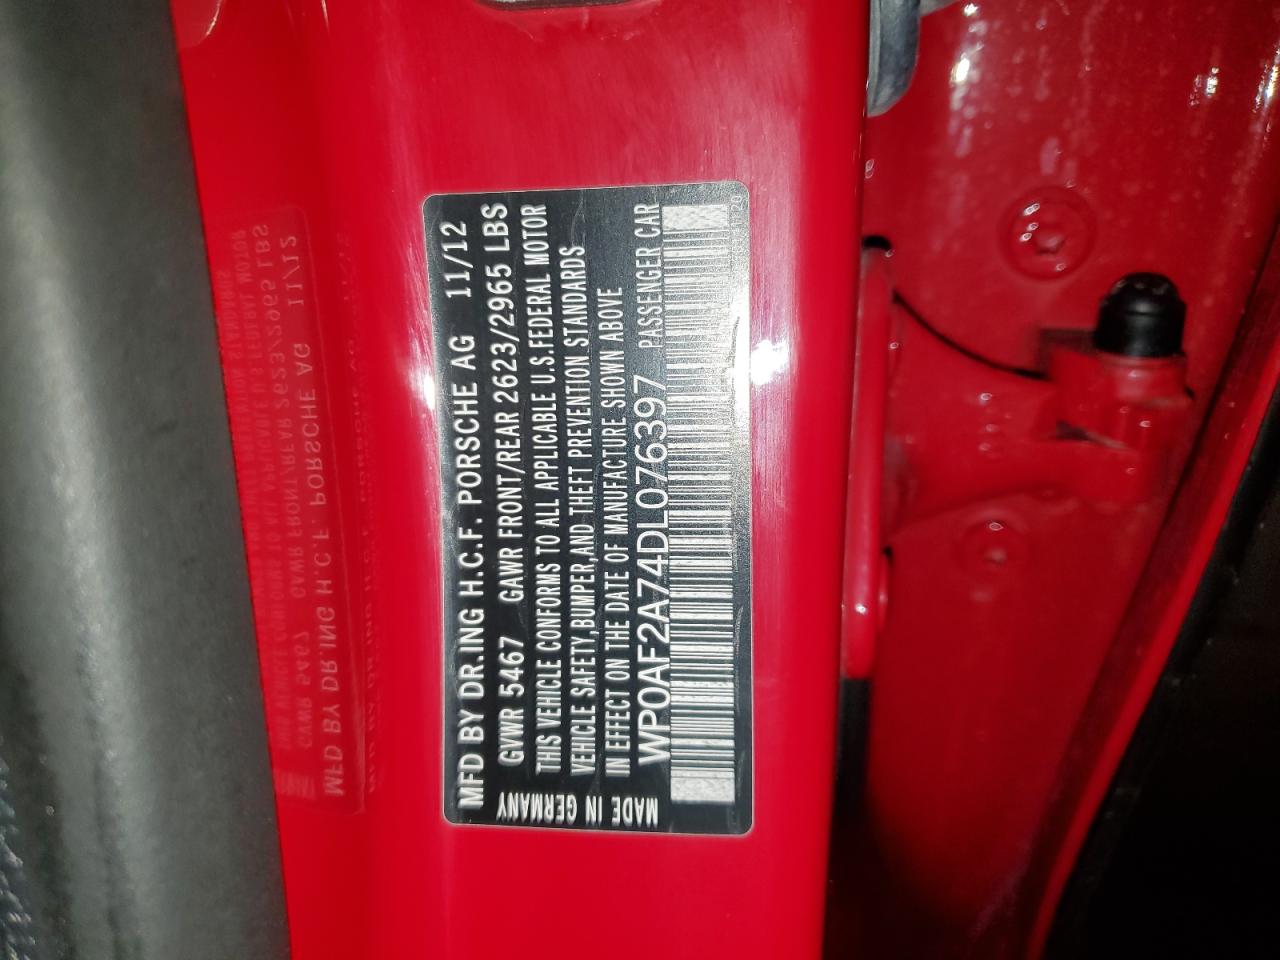 MFD BY DR.ING H.C.F. PORSCHE AG 11/12
GVWR 5467 GAWR FRONT/REAR 2623/2965 LBS
THIS VEHICLE CONFORMS TO ALL APPLICABLE U.S.FEDERAL MOTOR
VEHICLE SAFETY,BUMPER,AND THEFT PREVENTION STANDARDS
IN EFFECT ON THE DATE OF MANUFACTURE SHOWN ABOVE
WP0AF2A74DL076397 PASSENGER CAR
MADE IN GERMANY